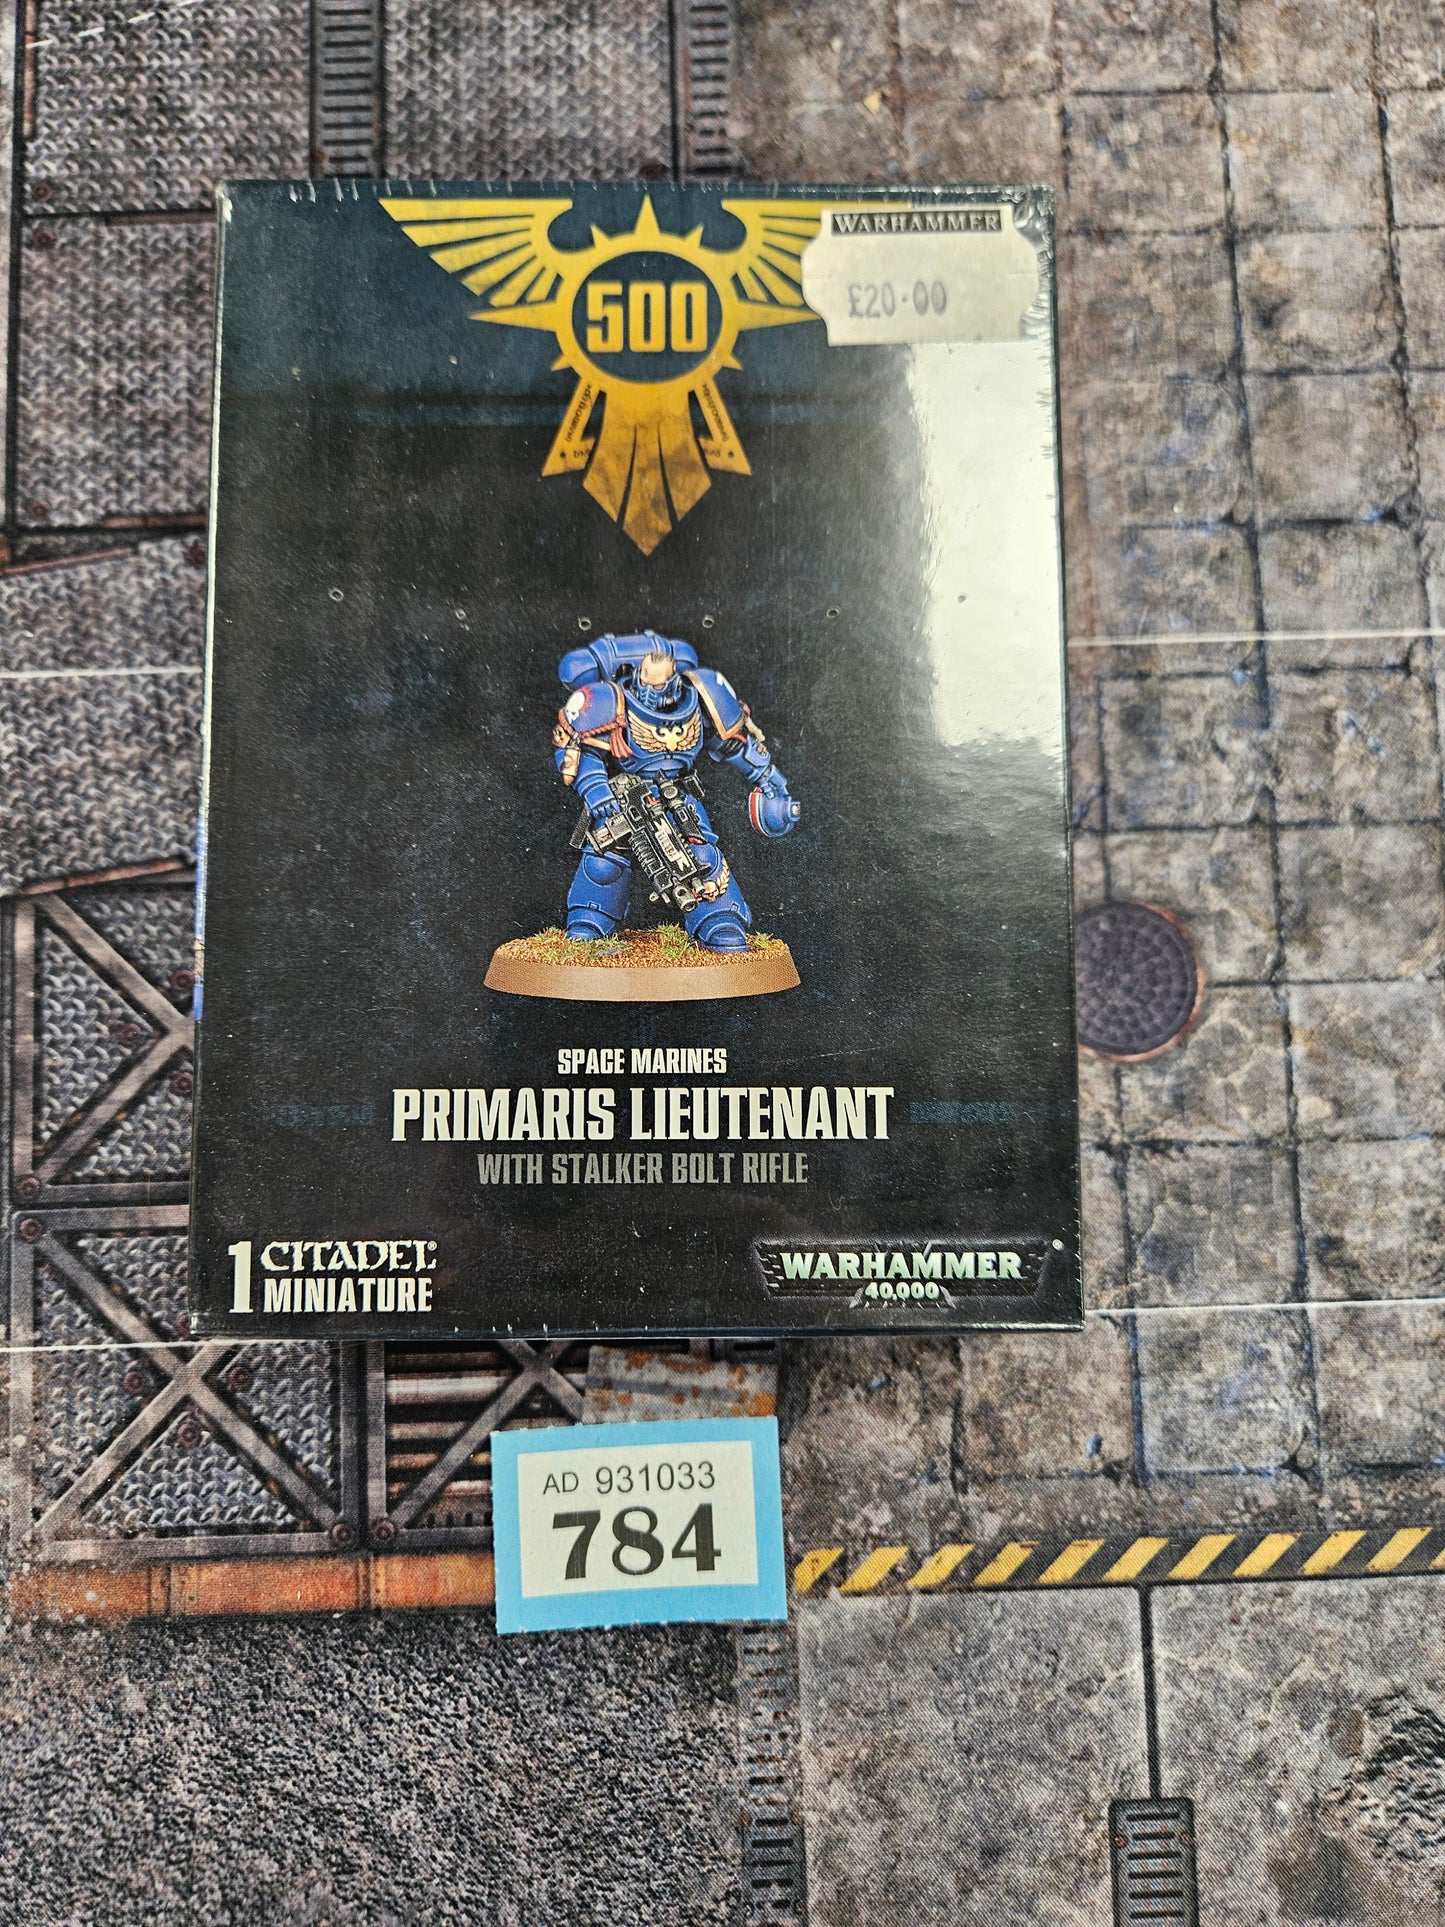 WARHAMMER
£20.00
500
SPACE MARINES
PRIMARIS LIEUTENANT
WITH STALKER BOLT RIFLE
1 CITADEL®
MINIATURE
WARHAMMER®
40,000
AD 931033
784